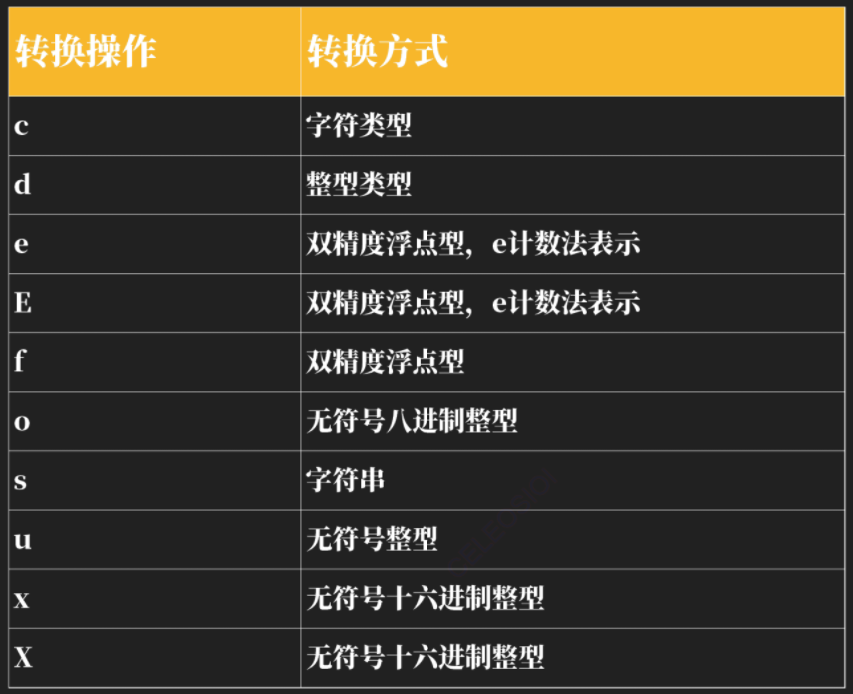 转换操作 转换方式
c 字符类型
d 整型类型
e 双精度浮点型，e计数法表示
E 双精度浮点型，e计数法表示
f 双精度浮点型
o 无符号八进制整型
s 字符串
u 无符号整型
x 无符号十六进制整型
X 无符号十六进制整型